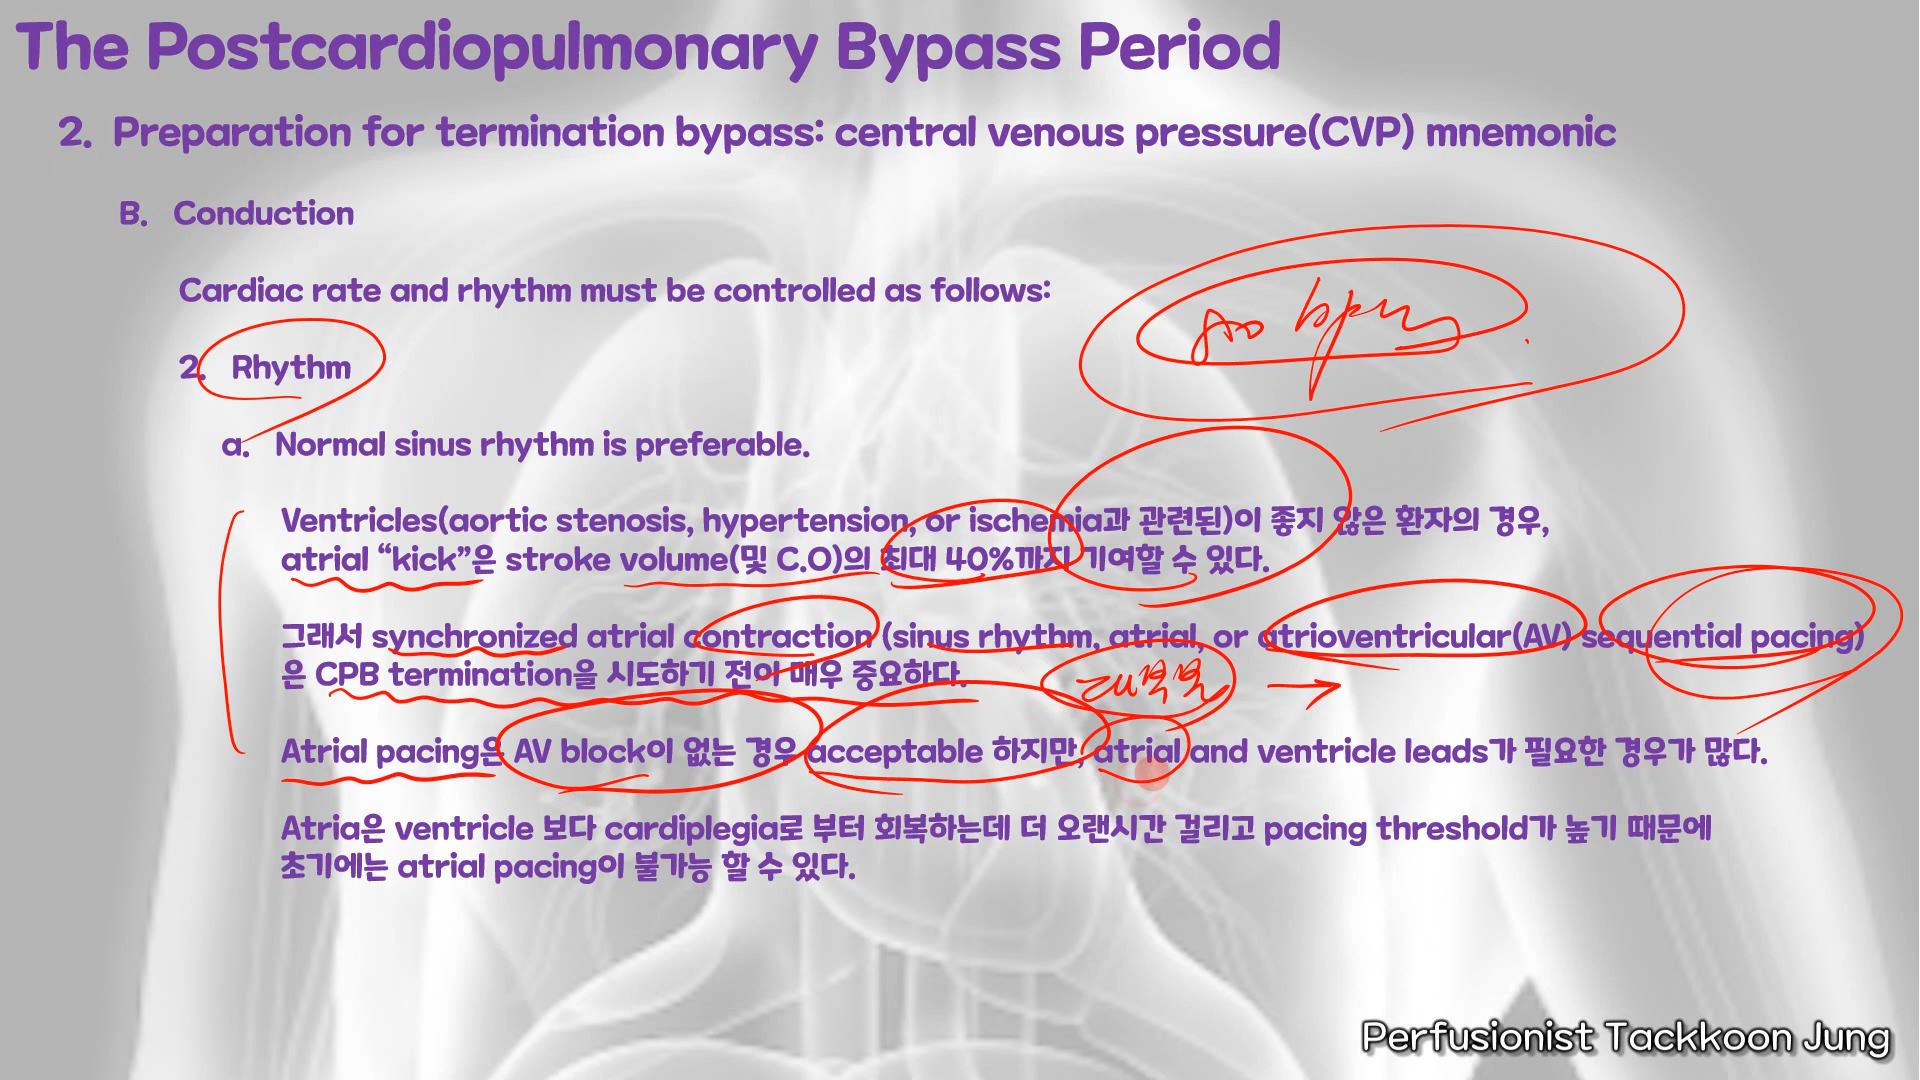 The Postcardiopulmonary Bypass Period
2. Preparation for termination bypass: central venous pressure(CVP) mnemonic
B. Conduction
Cardiac rate and rhythm must be controlled as follows:
bpm
2. Rhythm
a. Normal sinus rhythm is preferable.
Ventricles(aortic stenosis, hypertension, or ischemia과 관련된)이 좋지 않은 환자의 경우,
atrial “kick”은 stroke volume(및 C.O)의 최대 40%까지 기여할 수 있다.
그래서 synchronized atrial contraction (sinus rhythm, atrial, or atrioventricular(AV) sequential pacing)
은 CPB termination을 시도하기 전에 매우 중요하다.
Atrial pacing은 AV block이 없는 경우 acceptable 하지만, atrial and ventricle leads가 필요한 경우가 많다.
Atria은 ventricle 보다 cardiplegia로 부터 회복하는데 더 오랜시간 걸리고 pacing threshold가 높기 때문에
초기에는 atrial pacing이 불가능 할 수 있다.
Perfusionist Tackkoon Jung